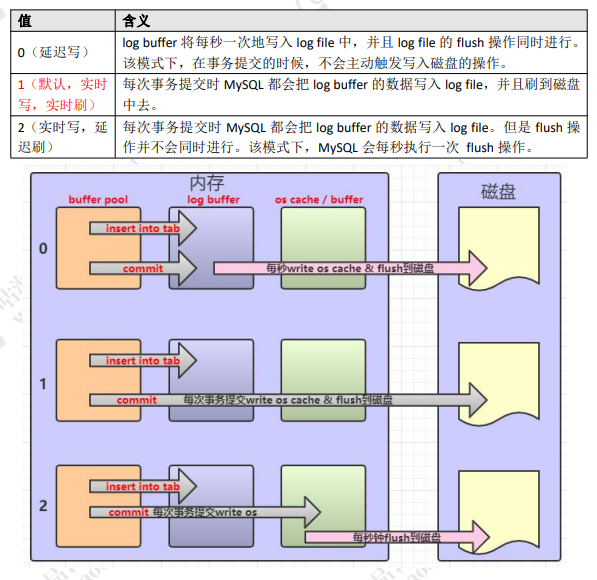 值 含义
0（延迟写） log buffer 将每秒一次地写入 log file 中，并且 log file 的 flush 操作同时进行。
该模式下，在事务提交的时候，不会主动触发写入磁盘的操作。
1（默认，实时
写，实时刷） 每次事务提交时 MySQL 都会把 log buffer 的数据写入 log file，并且刷到磁盘
中去。
2（实时写，延
迟刷） 每次事务提交时 MySQL 都会把 log buffer 的数据写入 log file。但是 flush 操
作并不会同时进行。该模式下，MySQL 会每秒执行一次 flush 操作。
内存
磁盘
buffer pool log buffer os cache / buffer
0
insert into tab
commit
每秒write os cache & flush到磁盘
1
insert into tab
commit 每次事务提交write os cache & flush到磁盘
2
insert into tab
commit 每次事务提交write os
每秒钟flush到磁盘